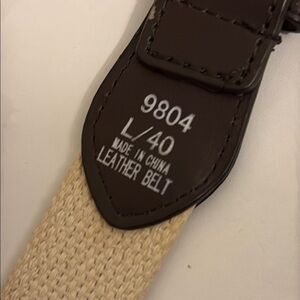 9804
L/40
MADE IN CHINA
LEATHER BELT